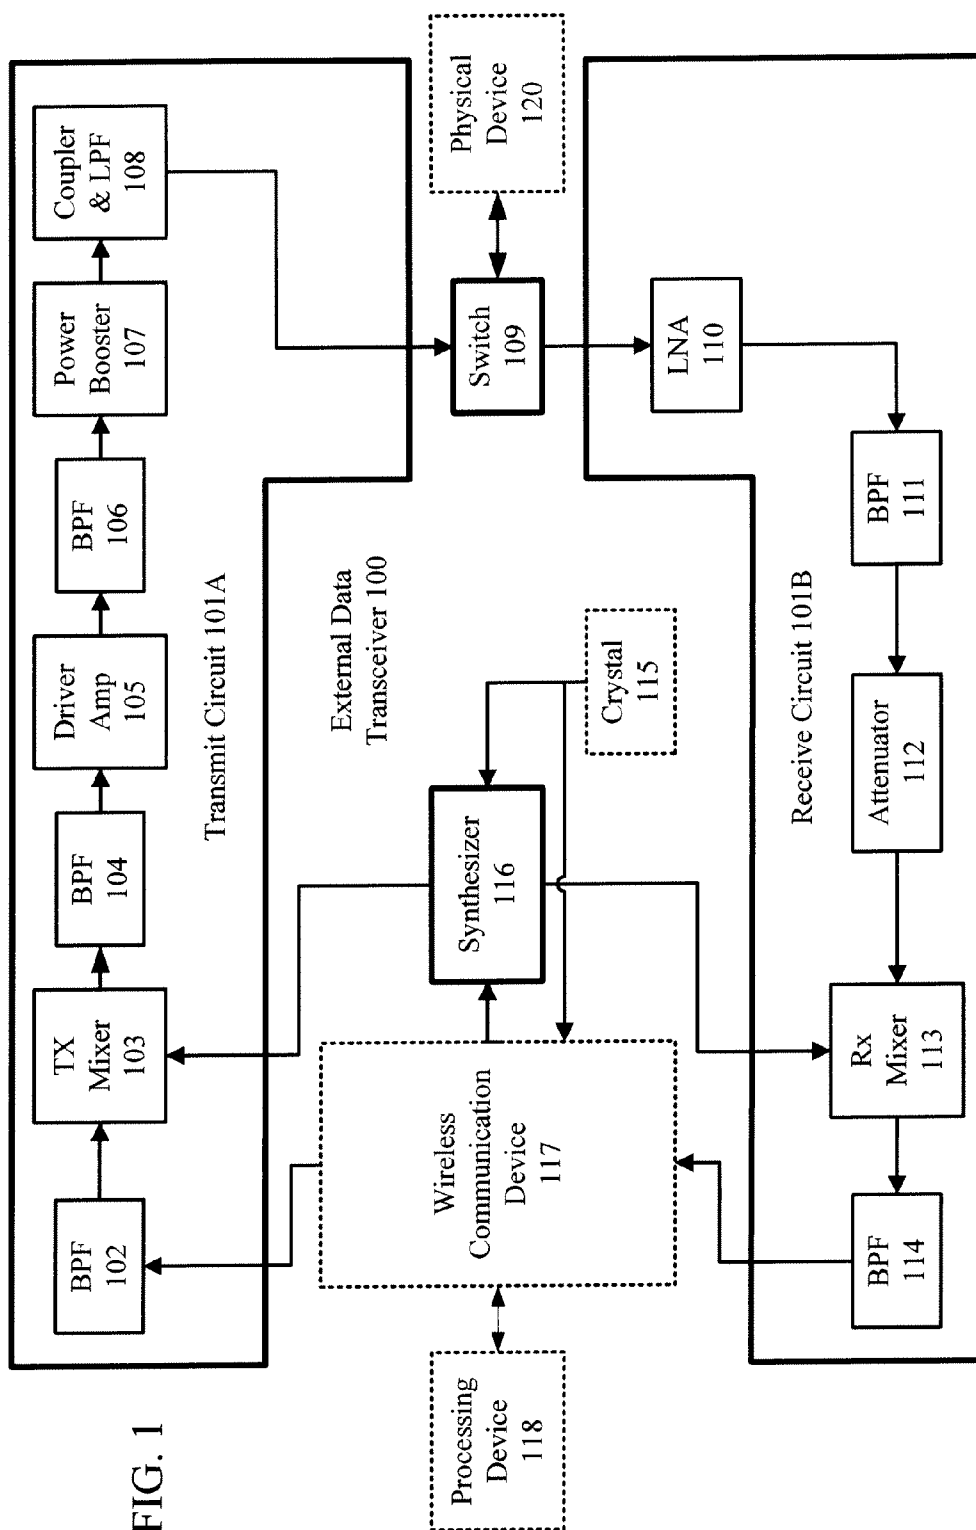 FIG. 1
BPF
102
TX
Mixer
103
BPF
104
Driver
Amp
105
BPF
106
Power
Booster
107
Coupler
& LPF
108
Transmit Circuit 101A
External Data
Transceiver 100
Processing
Device
118
Wireless
Communication
Device
117
Synthesizer
116
Crystal
115
Switch
109
Physical
Device
120
Receive Circuit 101B
LNA
110
BPF
111
Attenuator
112
Rx
Mixer
113
BPF
114